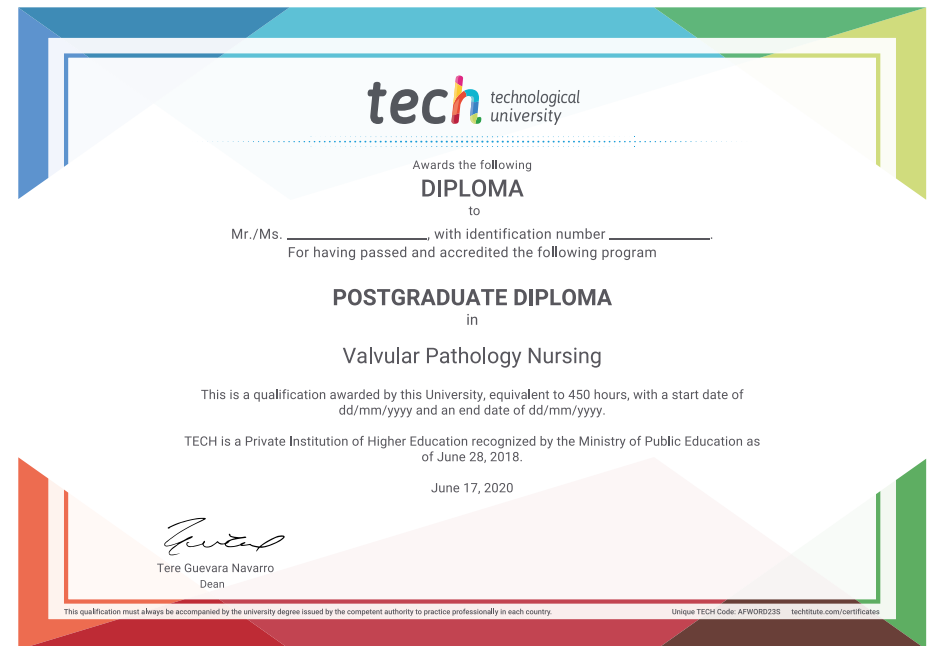 tech technological
university
Awards the following
DIPLOMA
to
Mr./Ms. ____________________, with identification number ______________.
For having passed and accredited the following program
POSTGRADUATE DIPLOMA
in
Valvular Pathology Nursing
This is a qualification awarded by this University, equivalent to 450 hours, with a start date of
dd/mm/yyyy and an end date of dd/mm/yyyy.
TECH is a Private Institution of Higher Education recognized by the Ministry of Public Education as
of June 28, 2018.
June 17, 2020
Tere Guevara Navarro
Dean
This qualification must always be accompanied by the university degree issued by the competent authority to practice professionally in each country. Unique TECH Code: AFWORD23S techtitute.com/certificates